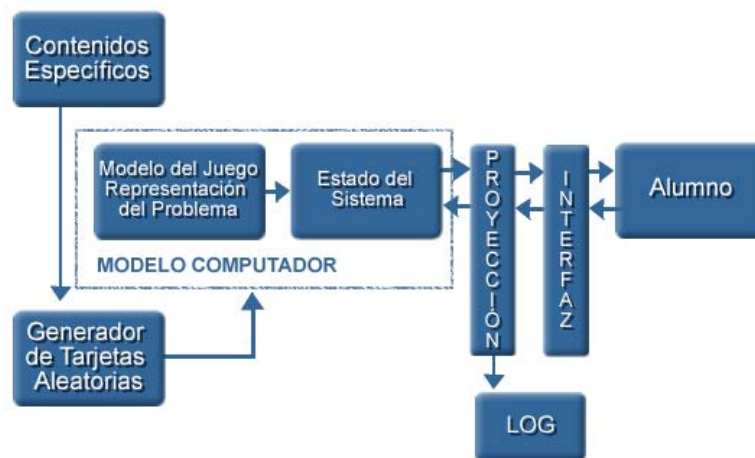 Contenidos
Específicos
Modelo del Juego
Representación
del Problema
Estado del
Sistema
MODELO COMPUTADOR
PROYECCIÓN
INTERFAZ
Alumno
Generador
de Tarjetas
Aleatorias
LOG